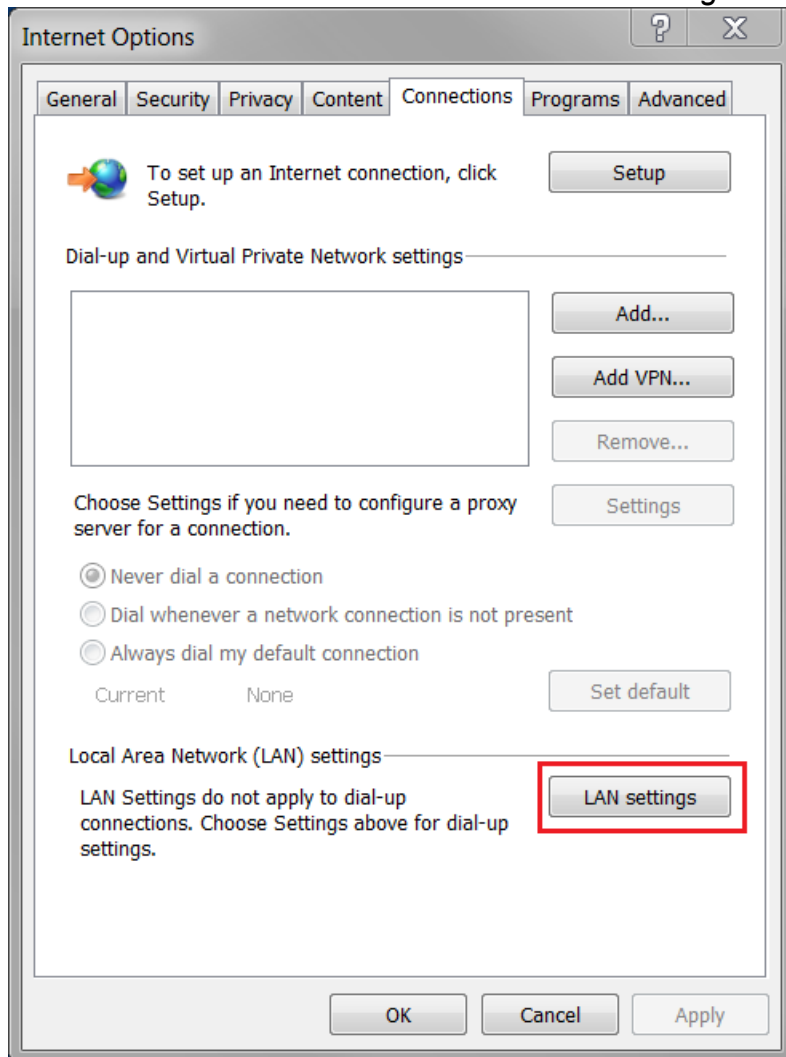 Internet Options
General Security Privacy Content Connections Programs Advanced
To set up an Internet connection, click
Setup.
Setup
Dial-up and Virtual Private Network settings
Add...
Add VPN...
Remove...
Choose Settings if you need to configure a proxy
server for a connection.
Settings
Never dial a connection
Dial whenever a network connection is not present
Always dial my default connection
Current None
Set default
Local Area Network (LAN) settings
LAN Settings do not apply to dial-up
connections. Choose Settings above for dial-up
settings.
LAN settings
OK Cancel Apply